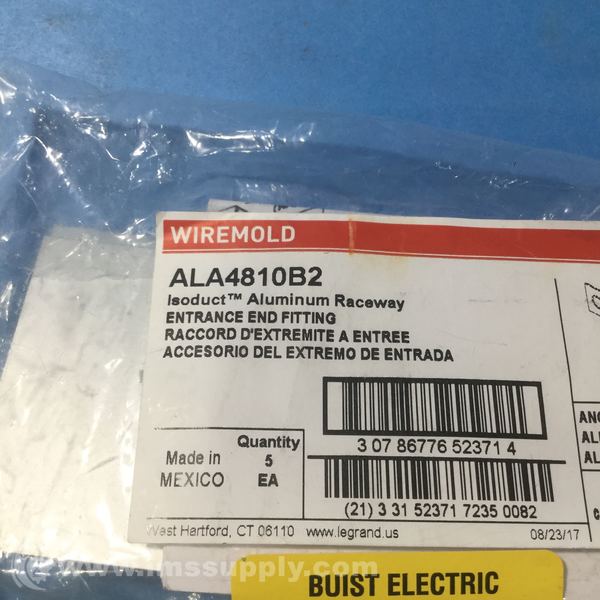 WIREMOLD
ALA4810B2
Isoduct™ Aluminum Raceway
ENTRANCE END FITTING
RACCORD D'EXTREMITE A ENTREE
ACCESORIO DEL EXTREMO DE ENTRADA
3 07 86776 52371 4
Quantity
5
EA
Made in
MEXICO
(21) 3 31 52371 7235 0082
West Hartford, CT 06110 www.legrand.us
08/23/17
BUIST ELECTRIC
www.imssupply.com